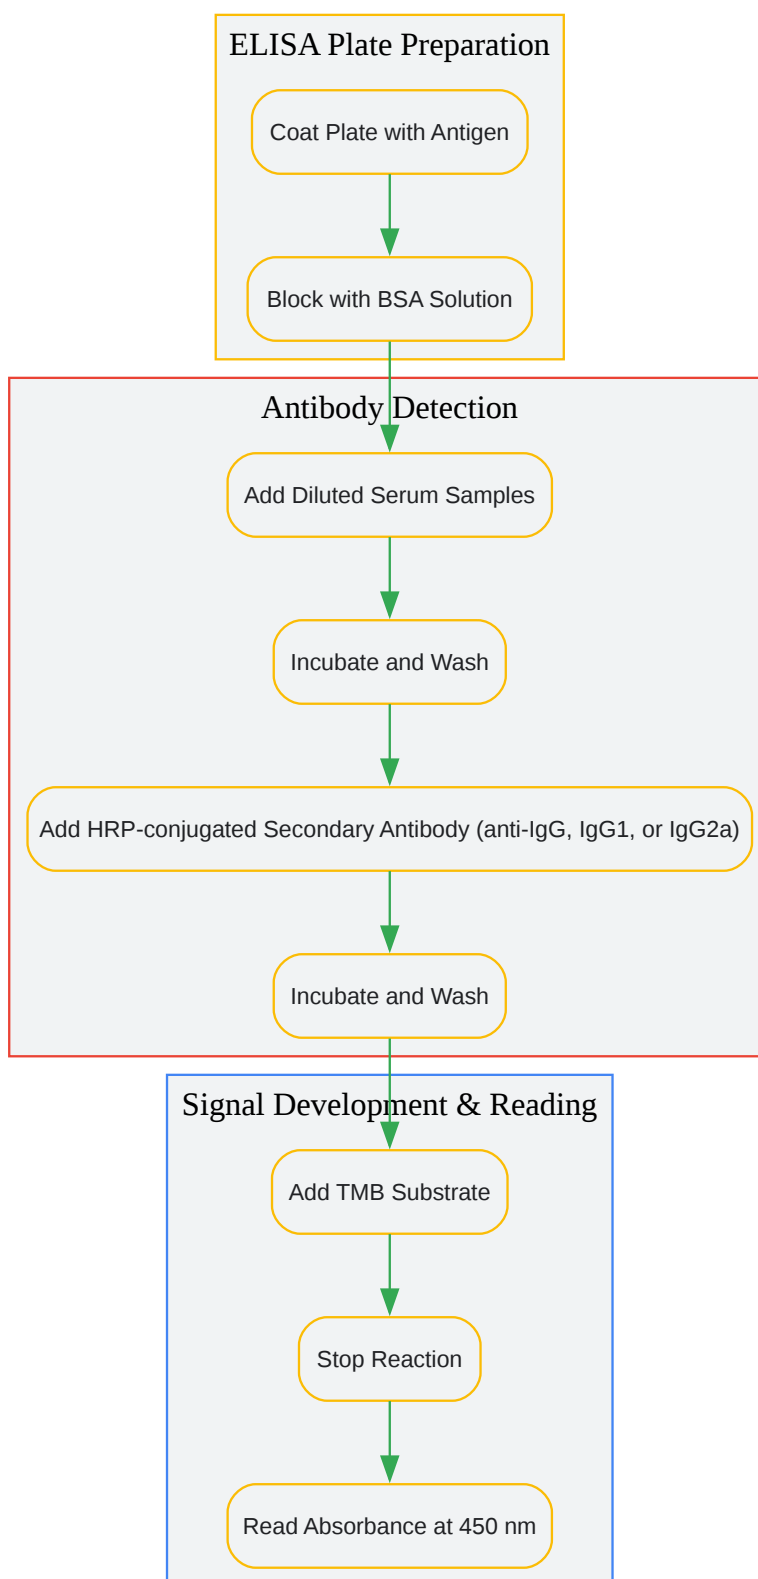 ELISA Plate Preparation
Coat Plate with Antigen
Block with BSA Solution
Antibody Detection
Add Diluted Serum Samples
Incubate and Wash
Add HRP-conjugated Secondary Antibody (anti-IgG, IgG1, or IgG2a)
Incubate and Wash
Signal Development & Reading
Add TMB Substrate
Stop Reaction
Read Absorbance at 450 nm